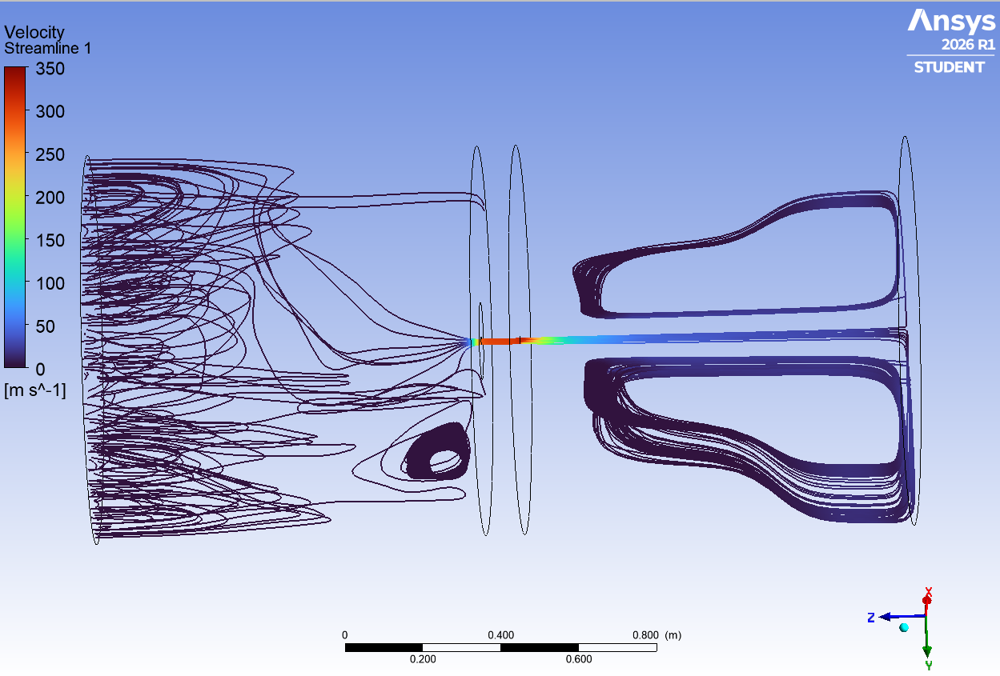 Velocity
Streamline 1
350
300
250
200
150
100
50
0
[m s^-1]
Ansys
2026 R1
STUDENT
0 0.400 0.800 (m)
0.200 0.600
X
Z
Y